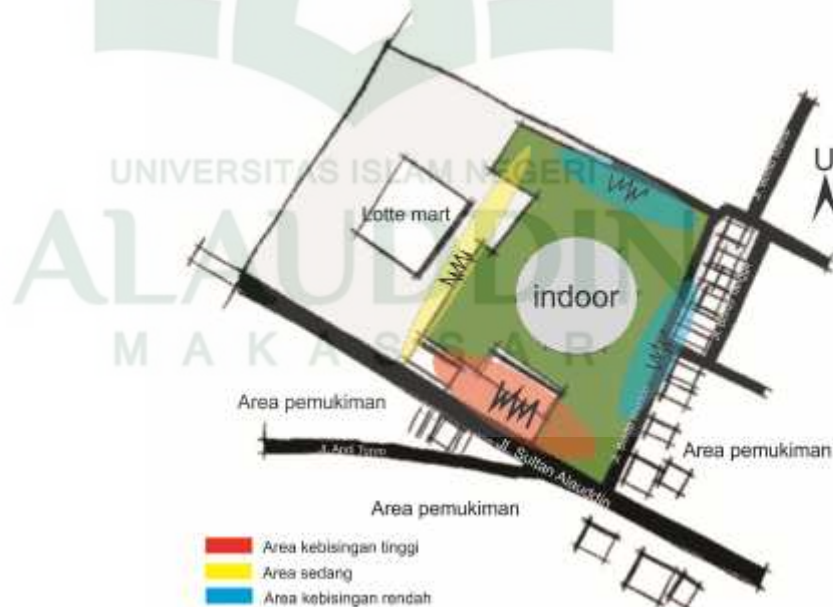 UNIVERSITAS ISLAM NEGERI
ALAUDDIN
MAKASSAR
U
Lotte mart
indoor
Area pemukiman
Jl. Sultan Alauddin
Area pemukiman
Area pemukiman
Area kebisingan tinggi
Area sedang
Area kebisingan rendah